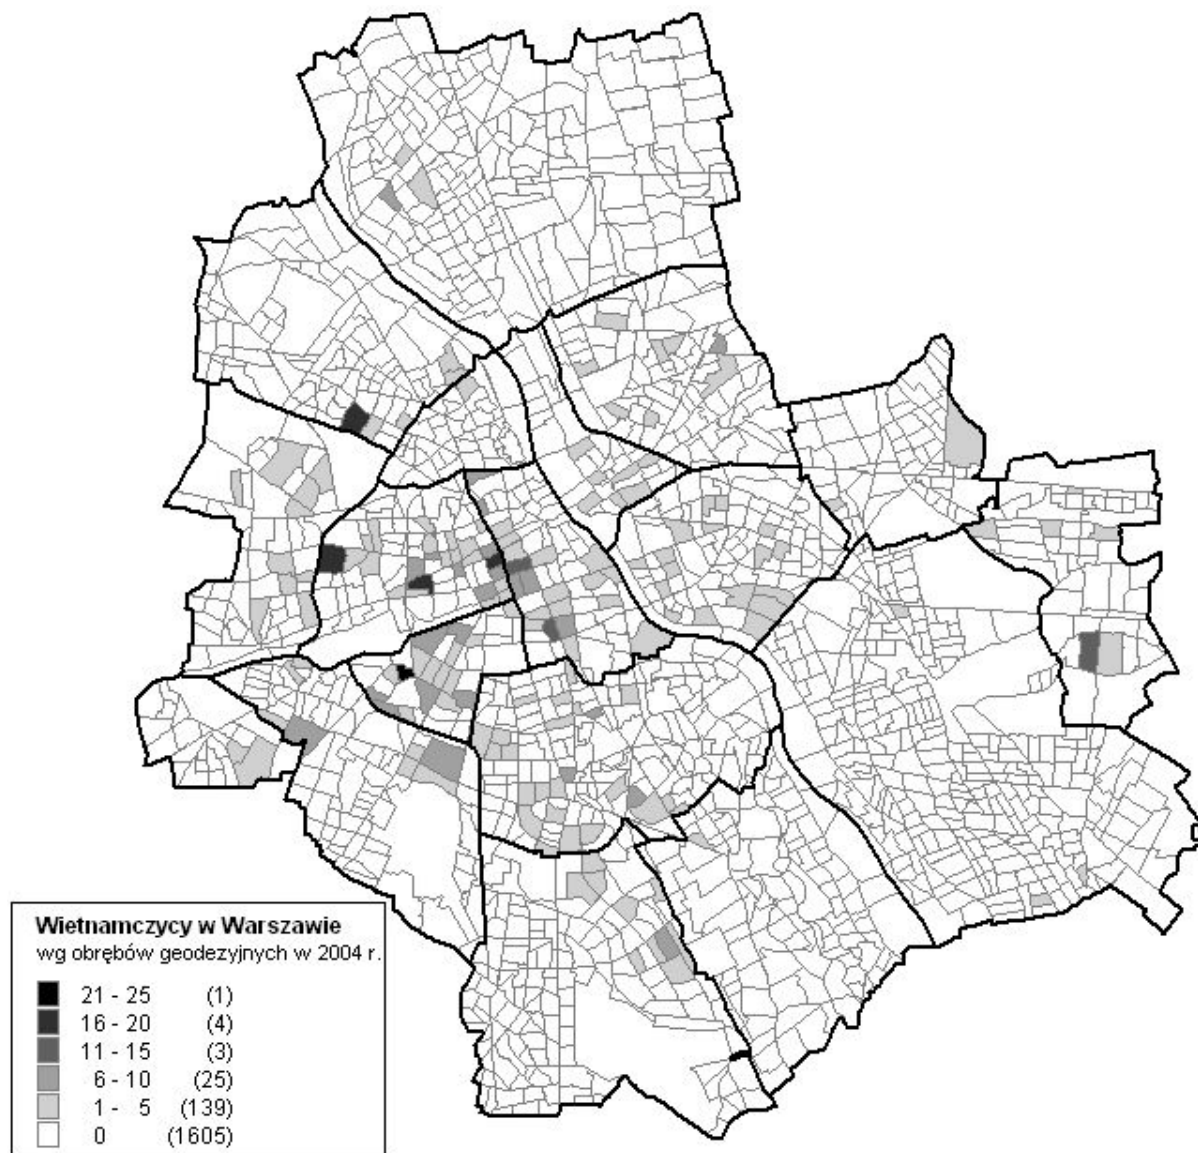 Wietnamczycy w Warszawie
wg obrębów geodezyjnych w 2004 r.
21 - 25 (1)
16 - 20 (4)
11 - 15 (3)
6 - 10 (25)
1 - 5 (139)
0 (1605)